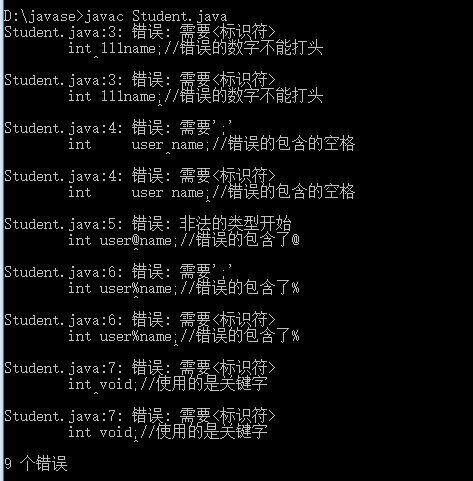 D:\javase>javac Student.java
Student.java:3: 错误: 需要<标识符>
int 111name;//错误的数字不能打头
^
Student.java:3: 错误: 需要<标识符>
int 111name;//错误的数字不能打头
^
Student.java:4: 错误: 需要';'
int    user name;//错误的包含的空格
^
Student.java:4: 错误: 需要<标识符>
int    user name;//错误的包含的空格
^
Student.java:5: 错误: 非法的类型开始
int user@name;//错误的包含了@
^
Student.java:6: 错误: 需要';'
int user%name;//错误的包含了%
^
Student.java:6: 错误: 需要<标识符>
int user%name;//错误的包含了%
^
Student.java:7: 错误: 需要<标识符>
int void;//使用的是关键字
^
Student.java:7: 错误: 需要<标识符>
int void;//使用的是关键字
^
9 个错误